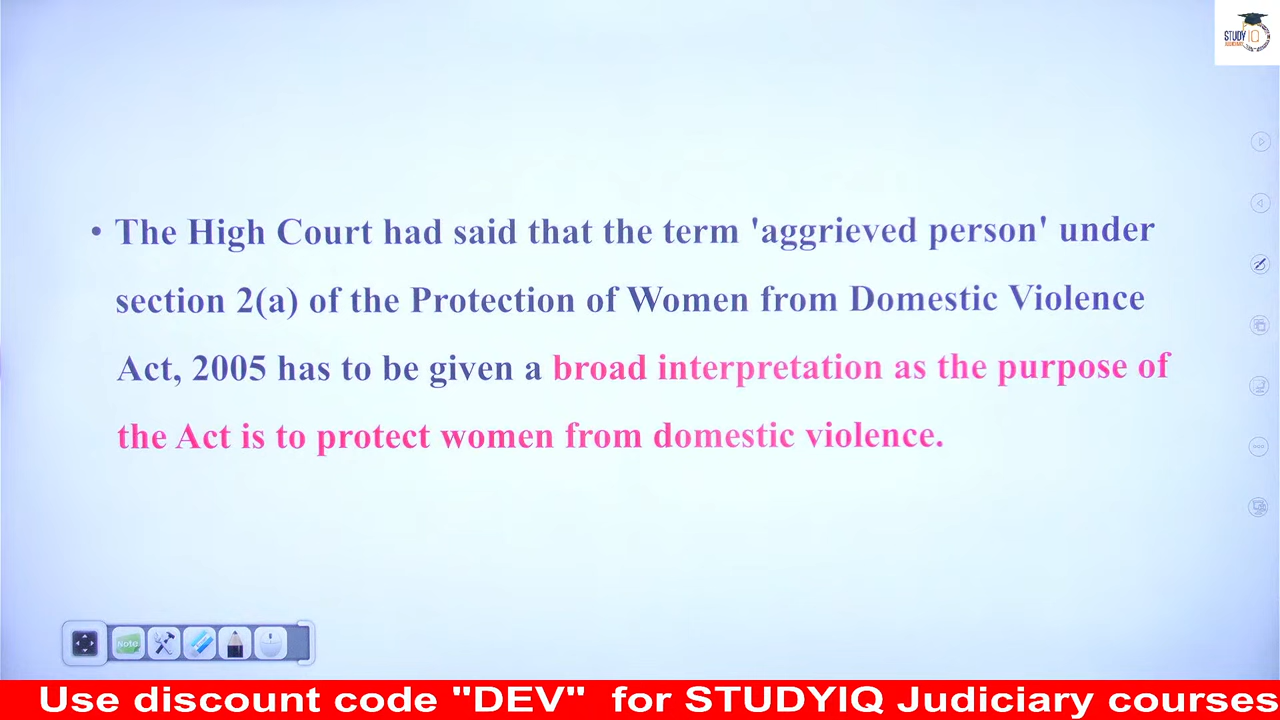 STUDY IQ
JUDICIARY
• The High Court had said that the term 'aggrieved person' under
section 2(a) of the Protection of Women from Domestic Violence
Act, 2005 has to be given a broad interpretation as the purpose of
the Act is to protect women from domestic violence.
Note
Use discount code "DEV" for STUDYIQ Judiciary courses